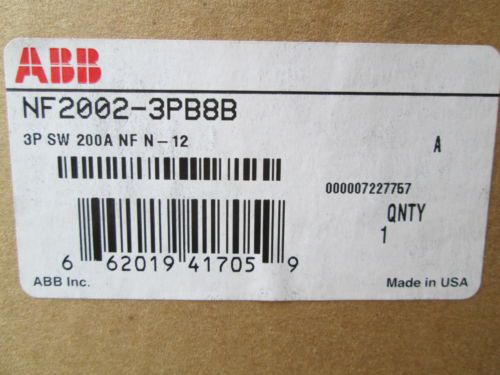 ABB
NF2002-3PB8B
3P SW 200A NF N-12
A
000007227757
QNTY
1
6 62019 41705 9
ABB Inc.
Made in USA